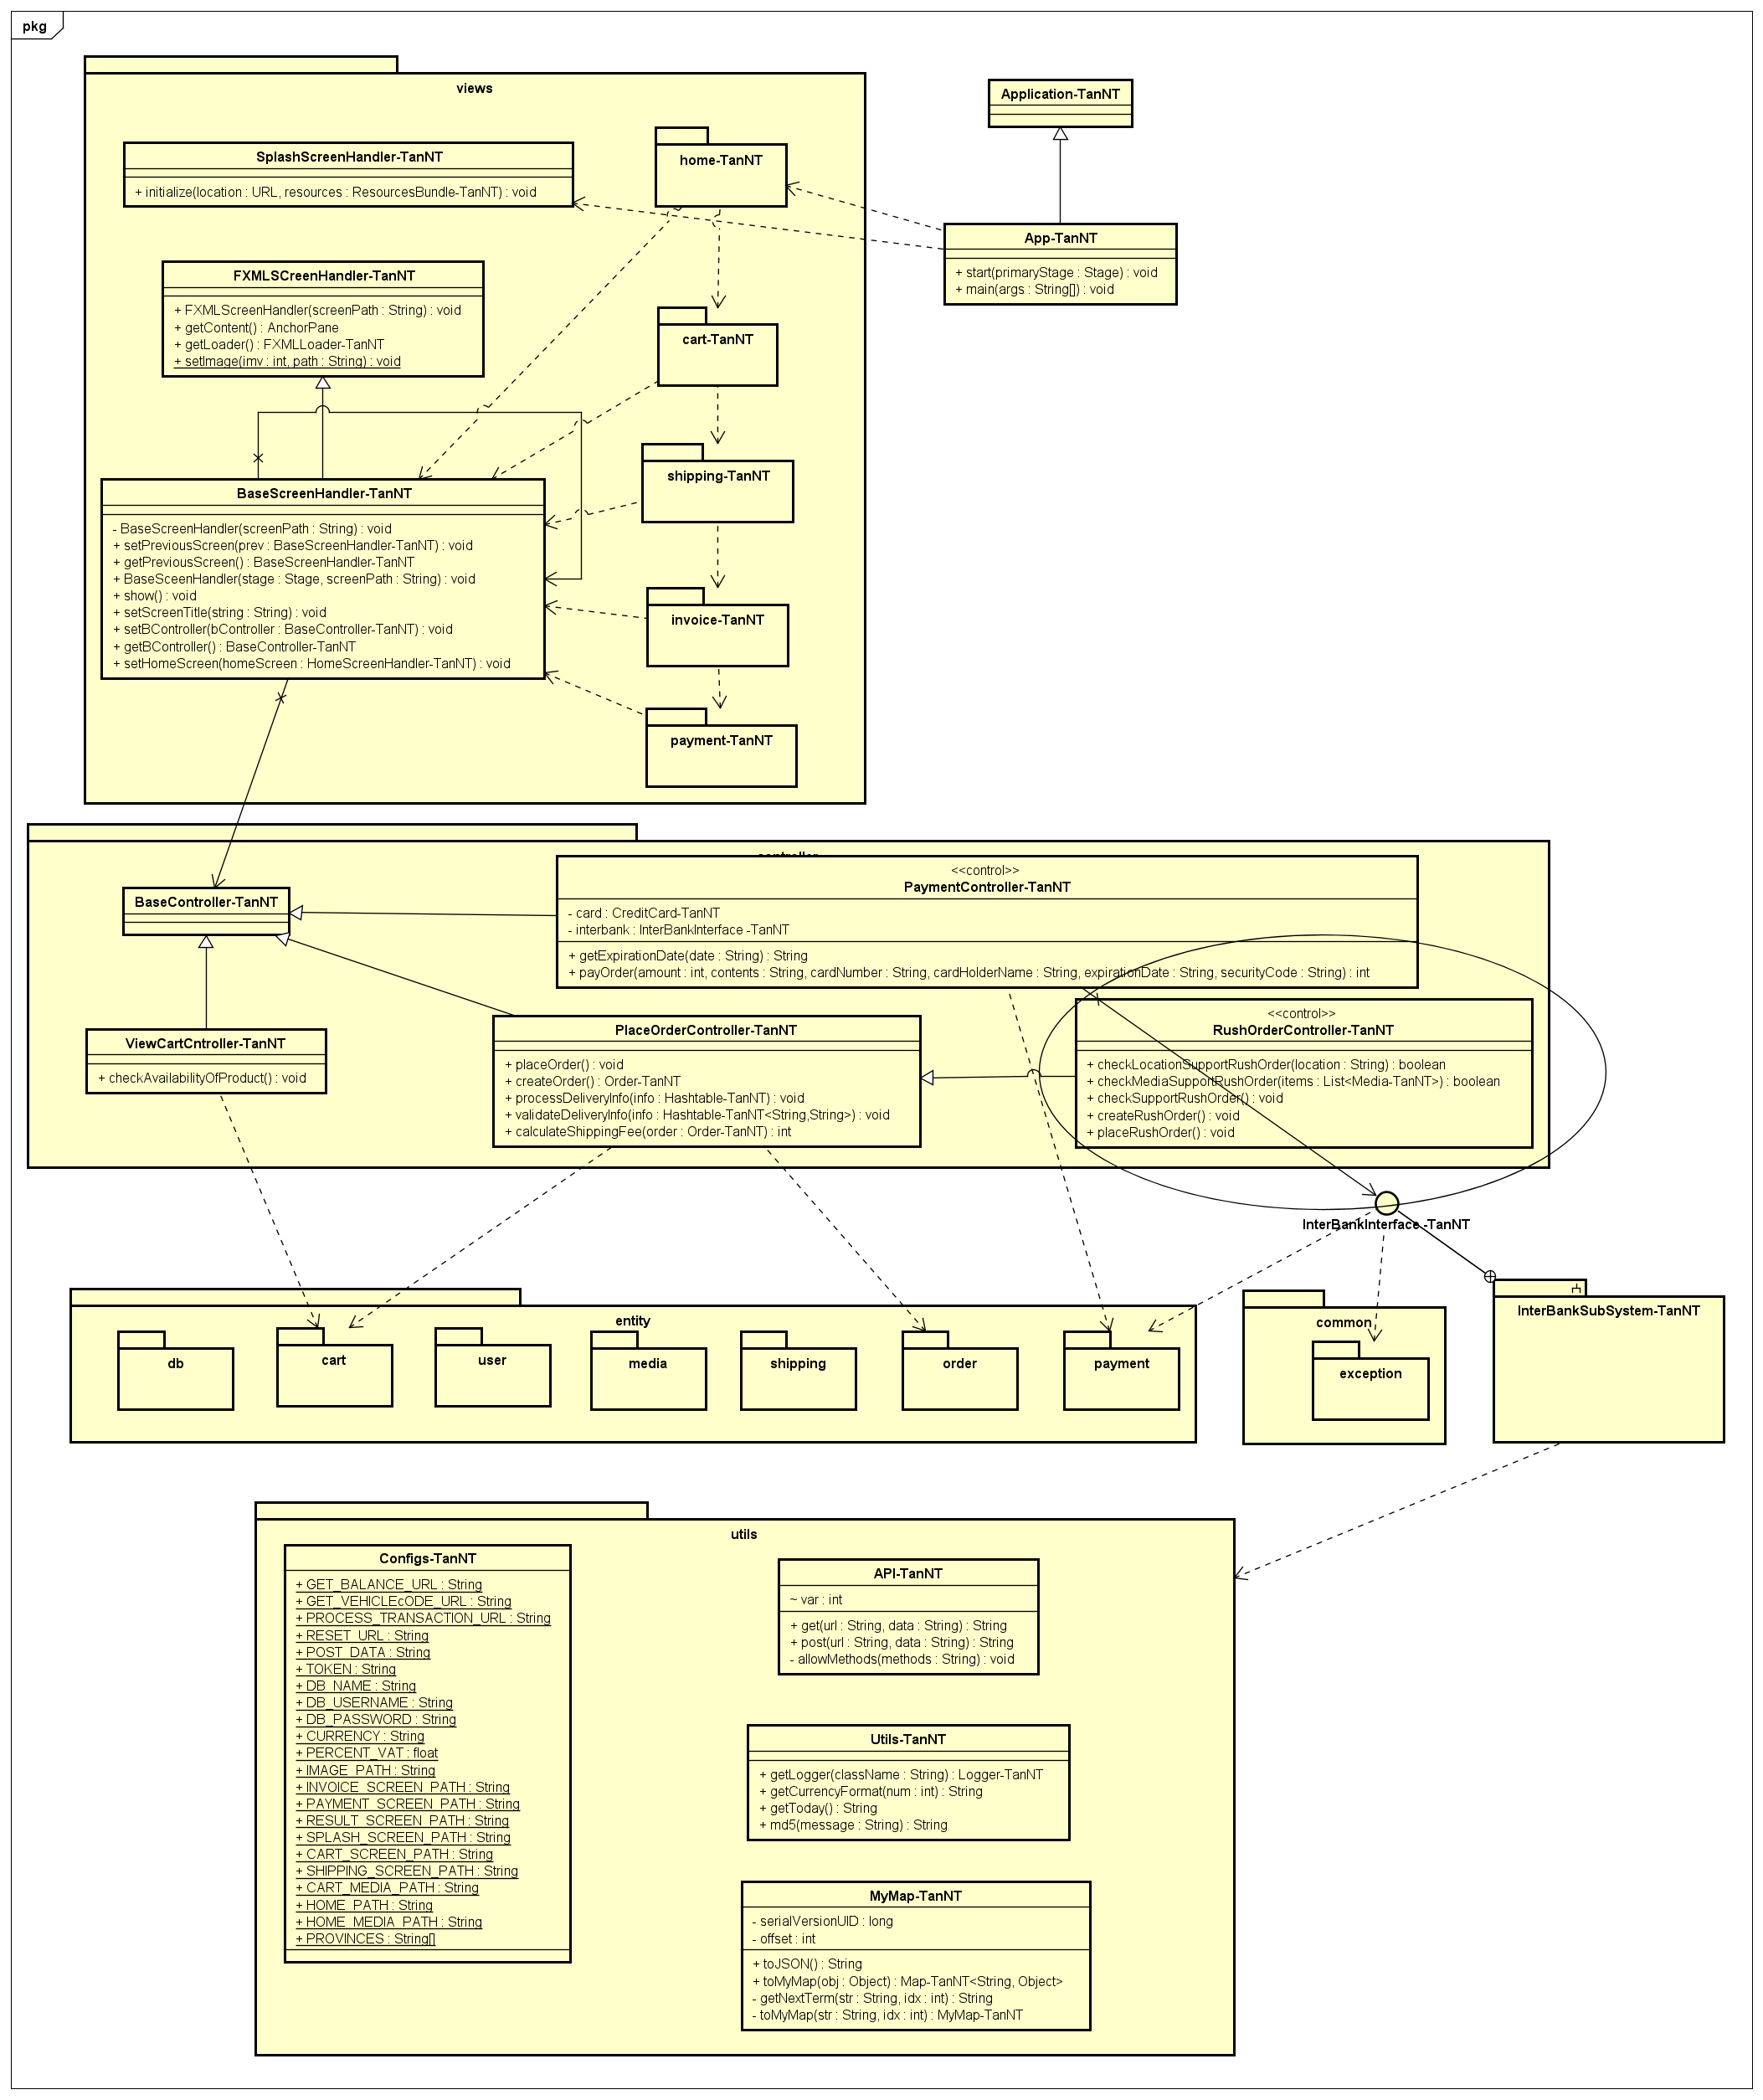 pkg
views
SplashScreenHandler-TanNT
+ initialize(location : URL, resources : ResourcesBundle-TanNT) : void
home-TanNT
Application-TanNT
App-TanNT
+ start(primaryStage : Stage) : void
+ main(args : String[]) : void
FXMLSCreenHandler-TanNT
+ FXMLScreenHandler(screenPath : String) : void
+ getContent() : AnchorPane
+ getLoader() : FXMLLoader-TanNT
+ setImage(imv : int, path : String) : void
cart-TanNT
shipping-TanNT
BaseScreenHandler-TanNT
- BaseScreenHandler(screenPath : String) : void
+ setPreviousScreen(prev : BaseScreenHandler-TanNT) : void
+ getPreviousScreen() : BaseScreenHandler-TanNT
+ BaseSceenHandler(stage : Stage, screenPath : String) : void
+ show() : void
+ setScreenTitle(string : String) : void
+ setBController(bController : BaseController-TanNT) : void
+ getBController() : BaseController-TanNT
+ setHomeScreen(homeScreen : HomeScreenHandler-TanNT) : void
invoice-TanNT
payment-TanNT
BaseController-TanNT
<<control>>
PaymentController-TanNT
- card : CreditCard-TanNT
- interbank : InterBankInterface -TanNT
+ getExpirationDate(date : String) : String
+ payOrder(amount : int, contents : String, cardNumber : String, cardHolderName : String, expirationDate : String, securityCode : String) : int
ViewCartCntroller-TanNT
+ checkAvailabilityOfProduct() : void
PlaceOrderController-TanNT
+ placeOrder() : void
+ createOrder() : Order-TanNT
+ processDeliveryInfo(info : Hashtable-TanNT) : void
+ validateDeliveryInfo(info : Hashtable-TanNT<String,String>) : void
+ calculateShippingFee(order : Order-TanNT) : int
<<control>>
RushOrderController-TanNT
+ checkLocationSupportRushOrder(location : String) : boolean
+ checkMediaSupportRushOrder(items : List<Media-TanNT>) : boolean
+ checkSupportRushOrder() : void
+ createRushOrder() : void
+ placeRushOrder() : void
InterBankInterface -TanNT
entity
db
cart
user
media
shipping
order
payment
common
exception
InterBankSubSystem-TanNT
utils
Configs-TanNT
+ GET_BALANCE_URL : String
+ GET_VEHICLEcODE_URL : String
+ PROCESS_TRANSACTION_URL : String
+ RESET_URL : String
+ POST_DATA : String
+ TOKEN : String
+ DB_NAME : String
+ DB_USERNAME : String
+ DB_PASSWORD : String
+ CURRENCY : String
+ PERCENT_VAT : float
+ IMAGE_PATH : String
+ INVOICE_SCREEN_PATH : String
+ PAYMENT_SCREEN_PATH : String
+ RESULT_SCREEN_PATH : String
+ SPLASH_SCREEN_PATH : String
+ CART_SCREEN_PATH : String
+ SHIPPING_SCREEN_PATH : String
+ CART_MEDIA_PATH : String
+ HOME_PATH : String
+ HOME_MEDIA_PATH : String
+ PROVINCES : String[]
API-TanNT
~ var : int
+ get(url : String, data : String) : String
+ post(url : String, data : String) : String
- allowMethods(methods : String) : void
Utils-TanNT
+ getLogger(className : String) : Logger-TanNT
+ getCurrencyFormat(num : int) : String
+ getToday() : String
+ md5(message : String) : String
MyMap-TanNT
- serialVersionUID : long
- offset : int
+ toJSON() : String
+ toMyMap(obj : Object) : Map-TanNT<String, Object>
- getNextTerm(str : String, idx : int) : String
- toMyMap(str : String, idx : int) : MyMap-TanNT